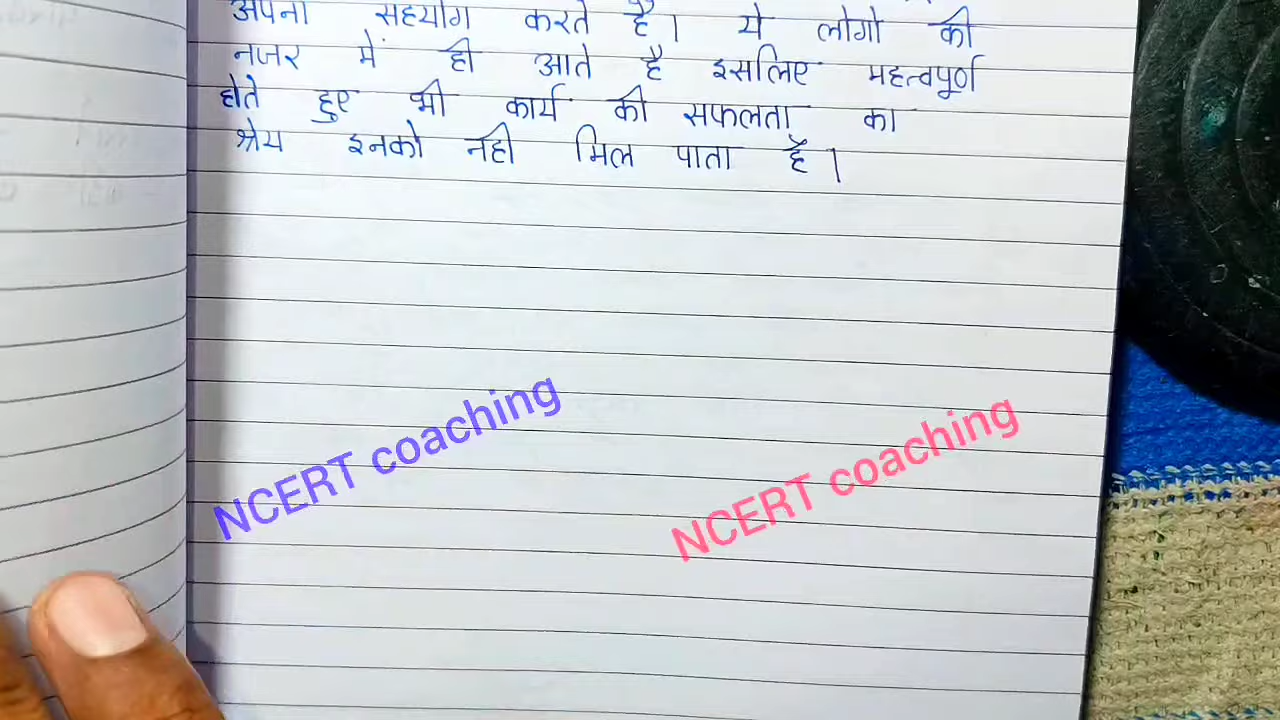 अपना सहयोग करते है। ये लोगो की
नजर में ही आते है इसलिए महत्वपूर्ण
होते हुए भी कार्य की सफलता का
श्रेय इनको नही मिल पाता है।
NCERT coaching
NCERT coaching